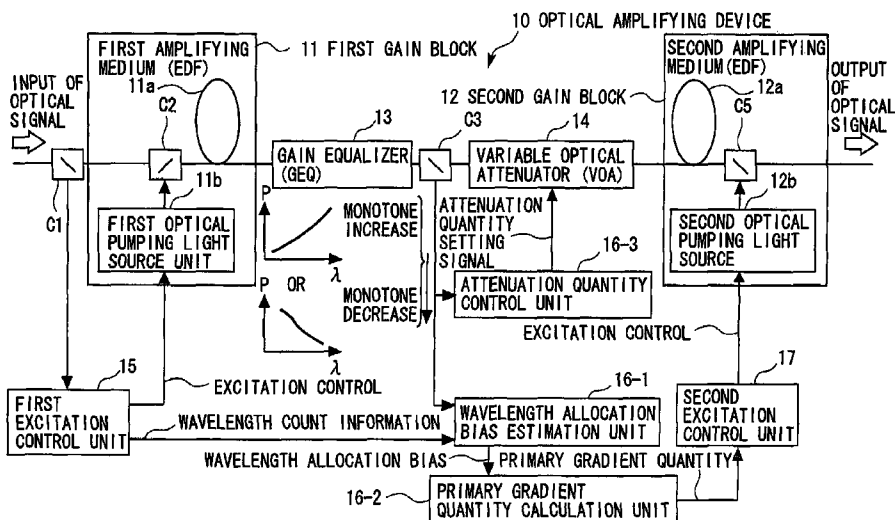 10 OPTICAL AMPLIFYING DEVICE
FIRST AMPLIFYING
MEDIUM (EDF)
11 FIRST GAIN BLOCK
SECOND AMPLIFYING
MEDIUM(EDF)
INPUT OF
OPTICAL
SIGNAL
11a
C2
12 SECOND GAIN BLOCK
12a
C5
OUTPUT
OF
OPTICAL
SIGNAL
13
C3
14
GAIN EQUALIZER
(GEQ)
VARIABLE OPTICAL
ATTENUATOR (VOA)
C1
11b
FIRST OPTICAL
PUMPING LIGHT
SOURCE UNIT
P
MONOTONE
INCREASE
λ
ATTENUATION
QUANTITY
SETTING
SIGNAL
12b
SECOND OPTICAL
PUMPING LIGHT
SOURCE
16-3
P
OR
MONOTONE
DECREASE
λ
ATTENUATION QUANTITY
CONTROL UNIT
EXCITATION CONTROL
15
EXCITATION CONTROL
FIRST
EXCITATION
CONTROL UNIT
WAVELENGTH COUNT INFORMATION
16-1
WAVELENGTH ALLOCATION
BIAS ESTIMATION UNIT
17
SECOND
EXCITATION
CONTROL UNIT
WAVELENGTH ALLOCATION BIAS
PRIMARY GRADIENT QUANTITY
16-2
PRIMARY GRADIENT
QUANTITY CALCULATION UNIT